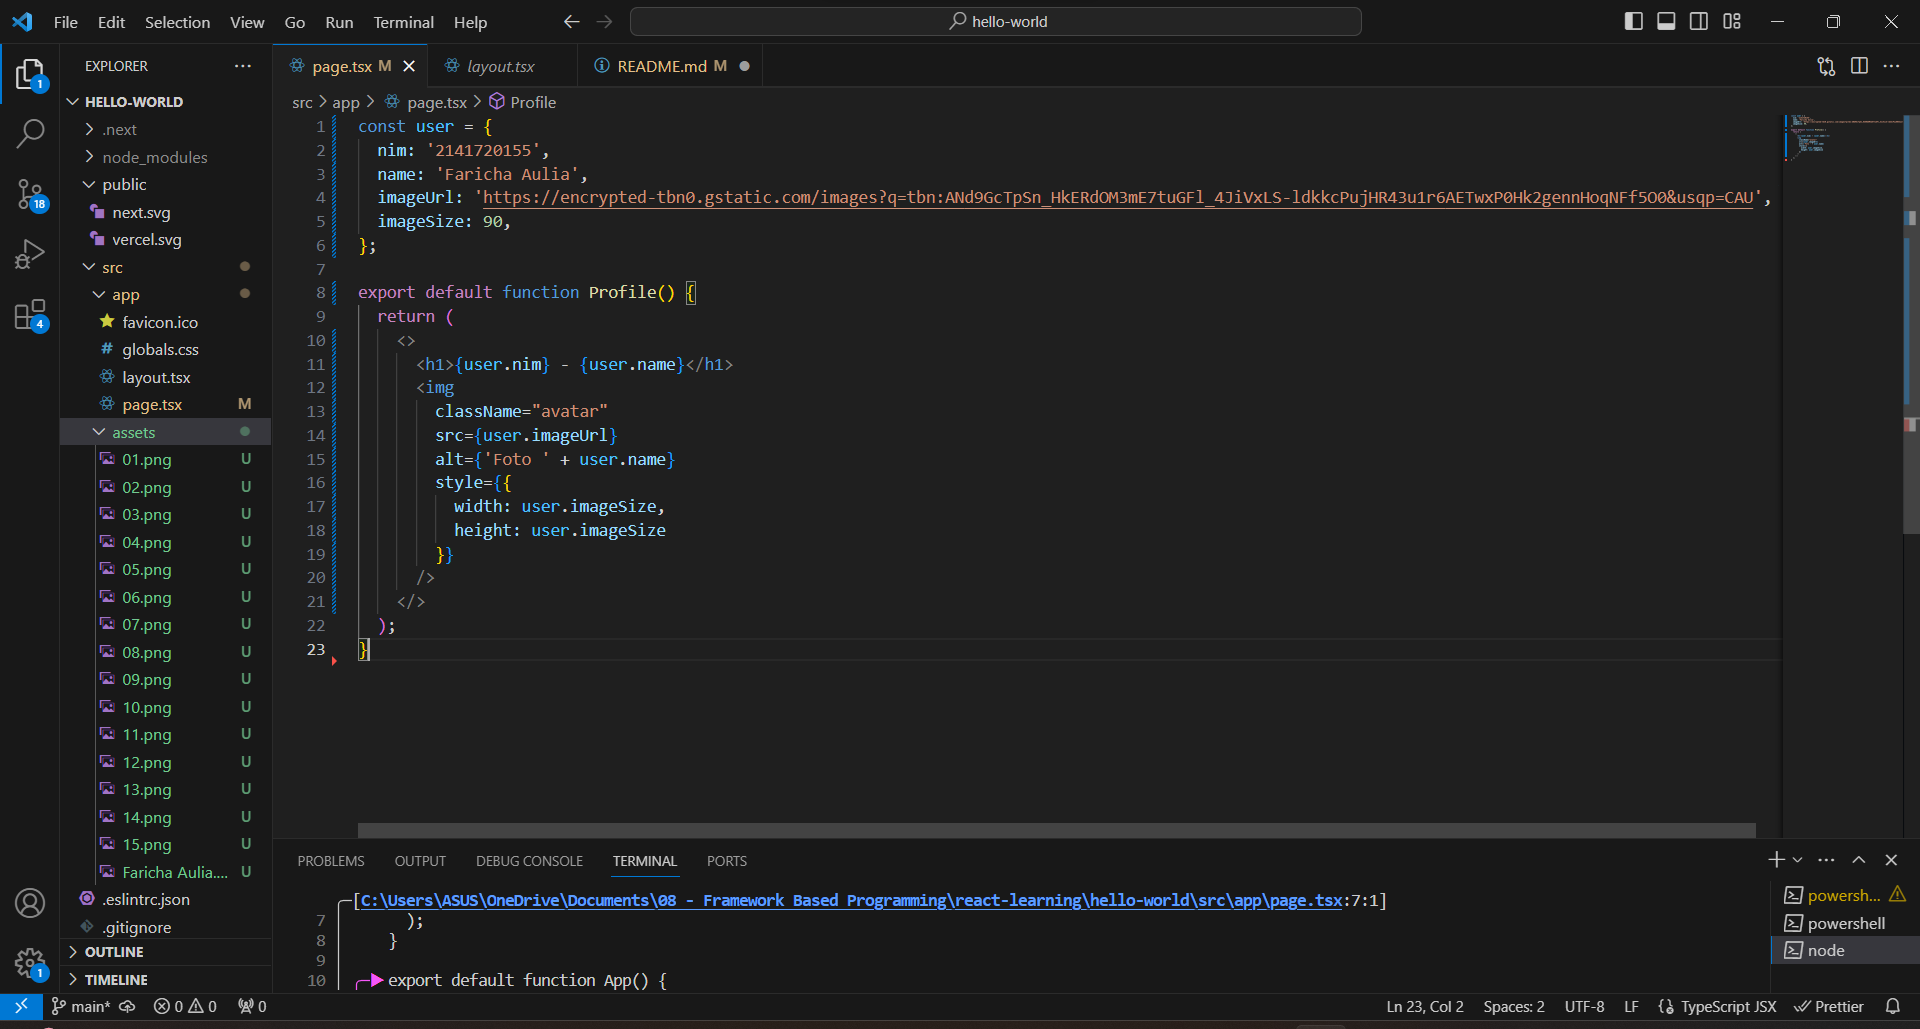 File Edit Selection View Go Run Terminal Help
hello-world
EXPLORER
HELLO-WORLD
.next
node_modules
public
next.svg
vercel.svg
src
app
favicon.ico
# globals.css
layout.tsx
page.tsx M
assets
01.png U
02.png U
03.png U
04.png U
05.png U
06.png U
07.png U
08.png U
09.png U
10.png U
11.png U
12.png U
13.png U
14.png U
15.png U
Faricha Aulia.... U
.eslintrc.json
.gitignore
OUTLINE
TIMELINE
1
18
4
1
page.tsx M
layout.tsx
README.md M
src > app > page.tsx > Profile
1 const user = {
2 nim: '2141720155',
3 name: 'Faricha Aulia',
4 imageUrl: 'https://encrypted-tbn0.gstatic.com/images?q=tbn:ANd9GcTpSn_HkERdOM3mE7tuGFl_4JiVxLS-ldkkcPujHR43u1r6AETwxP0Hk2gennHoqNFf5O0&usqp=CAU',
5 imageSize: 90,
6 };
7
8 export default function Profile() {
9 return (
10 <>
11 <h1>{user.nim} - {user.name}</h1>
12 <img
13 className="avatar"
14 src={user.imageUrl}
15 alt={'Foto ' + user.name}
16 style={{
17 width: user.imageSize,
18 height: user.imageSize
19 }}
20 />
21 </>
22 );
23 }
PROBLEMS OUTPUT DEBUG CONSOLE TERMINAL PORTS
[C:\Users\ASUS\OneDrive\Documents\08 - Framework Based Programming\react-learning\hello-world\src\app\page.tsx:7:1]
7 );
8 }
9
10 export default function App() {
powersh...
powershell
node
main* 0 0 0
Ln 23, Col 2 Spaces: 2 UTF-8 LF TypeScript JSX Prettier